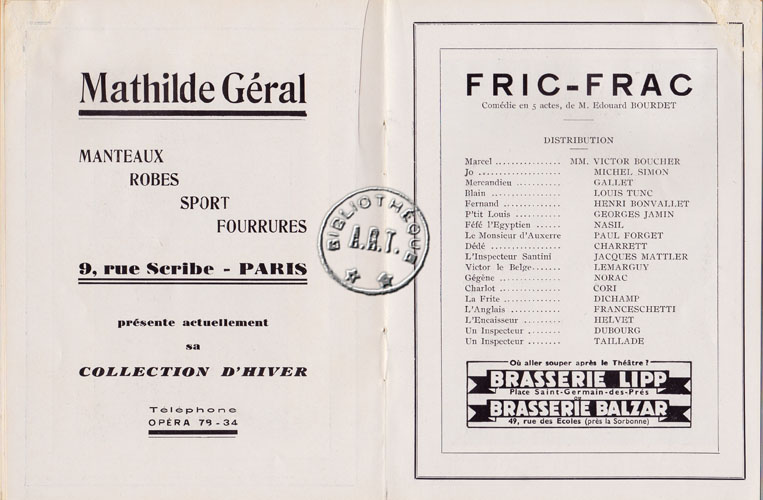 Mathilde Géral
MANTEAUX
ROBES
SPORT
FOURRURES
9, rue Scribe - PARIS
présente actuellement
sa
COLLECTION D'HIVER
Téléphone
OPÉRA 78-34
BIBLIOTHÈQUE
A.R.T.
FRIC-FRAC
Comédie en 5 actes, de M. Edouard BOURDET
DISTRIBUTION
Marcel ............... MM. VICTOR BOUCHER
Jo ................... MICHEL SIMON
Mercandieu ................. GALLET
Blain ................ LOUIS TUNC
Fernand .............. HENRI BONVALLET
P'tit Louis .......... GEORGES JAMIN
Féfé l'Egyptien ...... NASIL
Le Monsieur d'Auxerre PAUL FORGET
Dédé ................. CHARRETT
L'Inspecteur Santini JACQUES MATTLER
Victor le Belge....... LEMARGUY
Gégène ............... NORAC
Charlot .............. CORI
La Frite ............. DICHAMP
L'Anglais ............ FRANCESCHETTI
L'Encaisseur ......... HELVET
Un Inspecteur ........ DUBOURG
Un Inspecteur ........ TAILLADE
Où aller souper après le Théâtre ?
BRASSERIE LIPP
Place Saint-Germain-des-Prés
ou
BRASSERIE BALZAR
49, rue des Ecoles (près la Sorbonne)